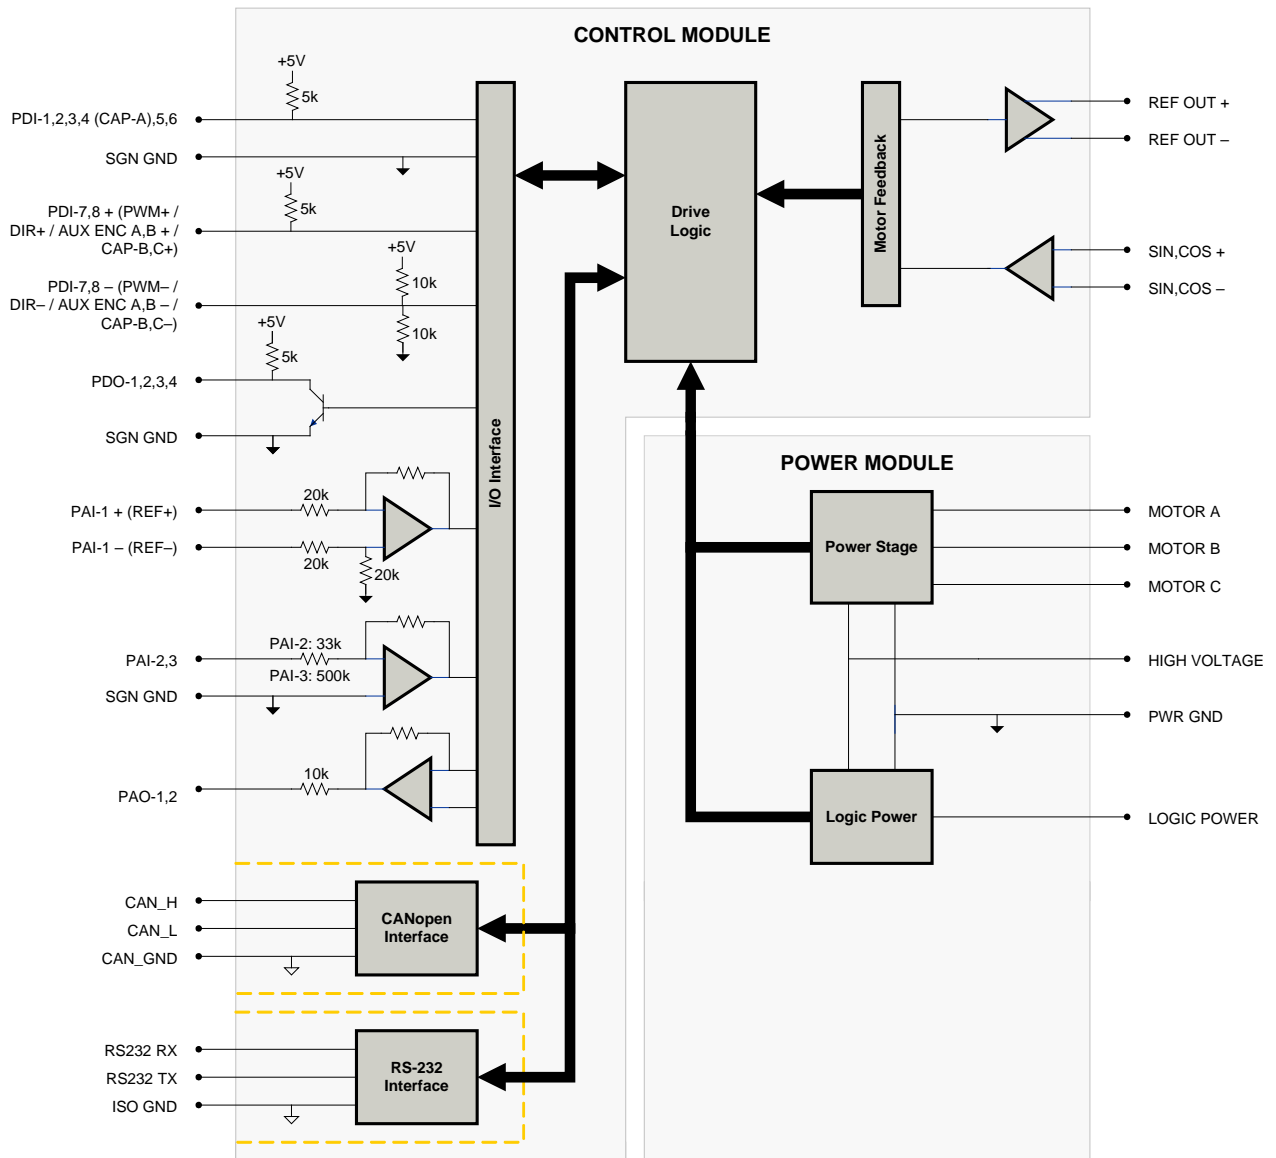 CONTROL MODULE
+5V
5k
PDI-1,2,3,4 (CAP-A),5,6
SGN GND
+5V
5k
PDI-7,8 + (PWM+ /
DIR+ / AUX ENC A,B + /
CAP-B,C+)
+5V
10k
PDI-7,8 – (PWM– /
DIR– / AUX ENC A,B – /
CAP-B,C–)
10k
+5V
5k
PDO-1,2,3,4
SGN GND
20k
PAI-1 + (REF+)
PAI-1 – (REF–)
20k
20k
PAI-2: 33k
PAI-2,3
PAI-3: 500k
SGN GND
10k
PAO-1,2
I/O Interface
CAN_H
CAN_L
CAN_GND
CANopen
Interface
RS232 RX
RS232 TX
ISO GND
RS-232
Interface
Drive
Logic
Motor Feedback
REF OUT +
REF OUT –
SIN,COS +
SIN,COS –
POWER MODULE
Power Stage
MOTOR A
MOTOR B
MOTOR C
HIGH VOLTAGE
PWR GND
Logic Power
LOGIC POWER